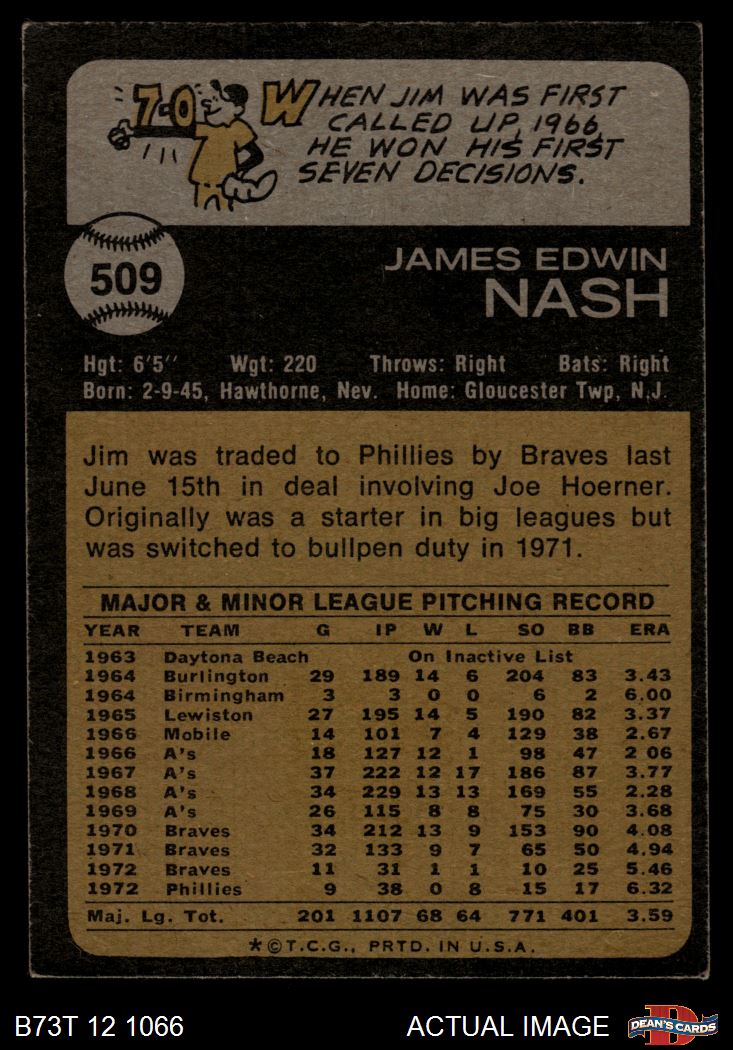 7-0
WHEN JIM WAS FIRST
CALLED UP, 1966,
HE WON HIS FIRST
SEVEN DECISIONS.
509
JAMES EDWIN
NASH
Hgt: 6'5'' Wgt: 220 Throws: Right Bats: Right
Born: 2-9-45, Hawthorne, Nev. Home: Gloucester Twp, N.J.
Jim was traded to Phillies by Braves last
June 15th in deal involving Joe Hoerner.
Originally was a starter in big leagues but
was switched to bullpen duty in 1971.
MAJOR & MINOR LEAGUE PITCHING RECORD
YEAR TEAM G IP W L SO BB ERA
1963 Daytona Beach On Inactive List
1964 Burlington 29 189 14 6 204 83 3.43
1964 Birmingham 3 3 0 0 6 2 6.00
1965 Lewiston 27 195 14 5 190 82 3.37
1966 Mobile 14 101 7 4 129 38 2.67
1966 A's 18 127 12 1 98 47 2 06
1967 A's 37 222 12 17 186 87 3.77
1968 A's 34 229 13 13 169 55 2.28
1969 A's 26 115 8 8 75 30 3.68
1970 Braves 34 212 13 9 153 90 4.08
1971 Braves 32 133 9 7 65 50 4.94
1972 Braves 11 31 1 1 10 25 5.46
1972 Phillies 9 38 0 8 15 17 6.32
Maj. Lg. Tot. 201 1107 68 64 771 401 3.59
*©T.C.G., PRTD. IN U.S.A.
B73T 12 1066 ACTUAL IMAGE D DEAN'S CARDS